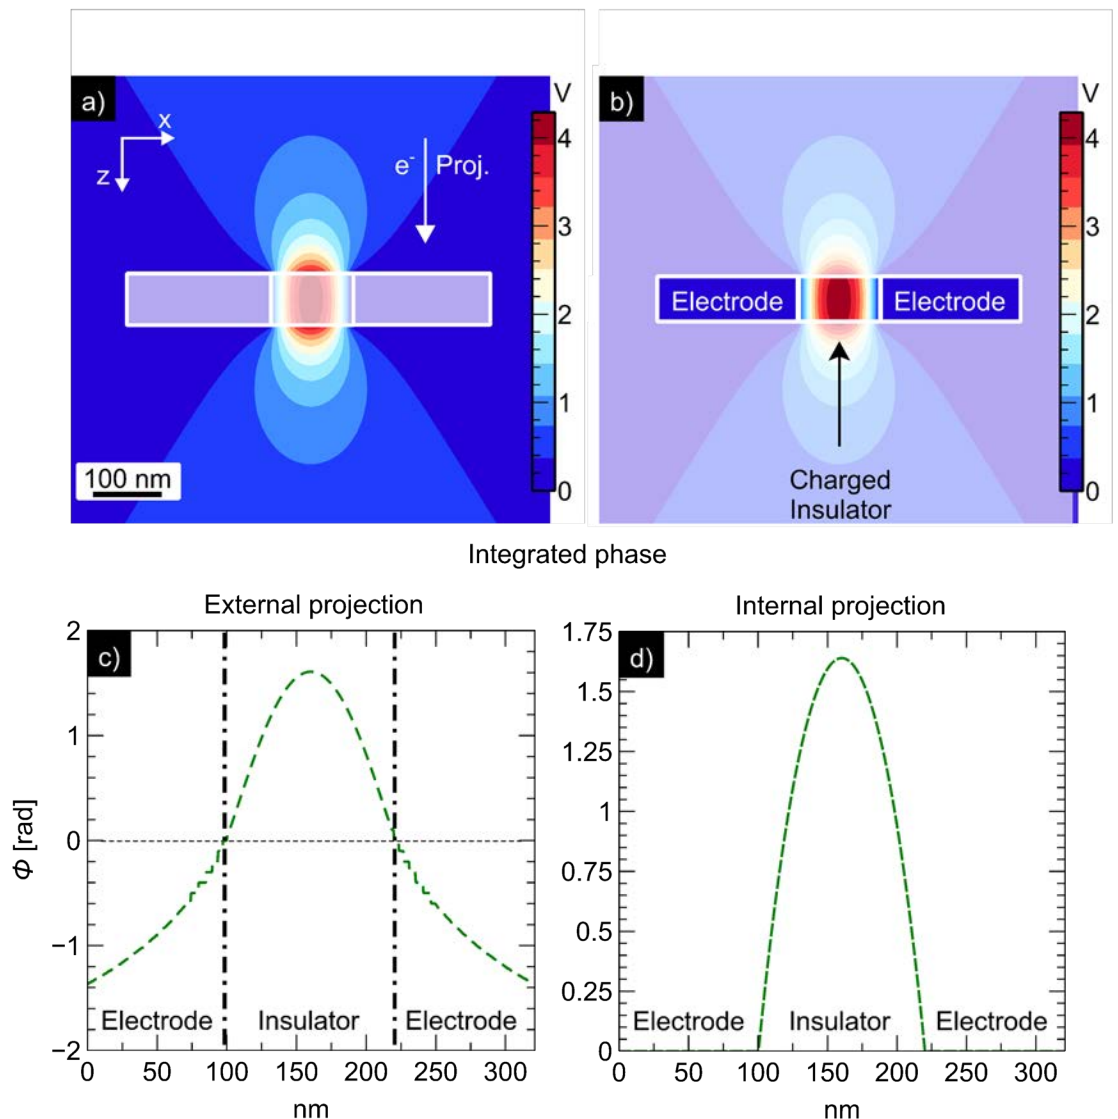 a)
x
z
e- Proj.
100 nm
V
4
3
2
1
0
b)
Electrode
Electrode
Charged
Insulator
V
4
3
2
1
0
Integrated phase
External projection
c)
Φ [rad]
2
1
0
−1
−2
Electrode
Insulator
Electrode
0 50 100 150 200 250 300
nm
Internal projection
d)
1.75
1.5
1.25
1
0.75
0.5
0.25
0
Electrode
Insulator
Electrode
0 50 100 150 200 250 300
nm